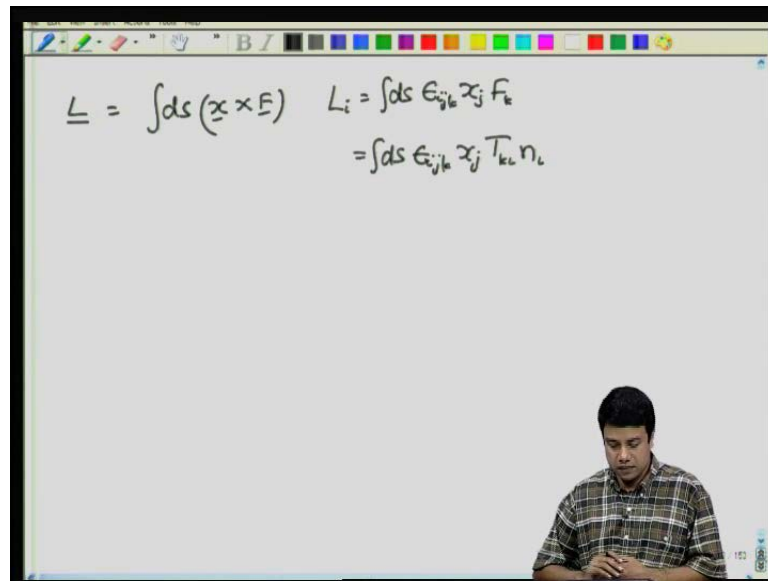 L = ∫ds (x × F)   Lᵢ = ∫ds ϵᵢⱼₖ xⱼ Fₖ
= ∫ds ϵᵢⱼₖ xⱼ Tₖₗ nₗ
B I